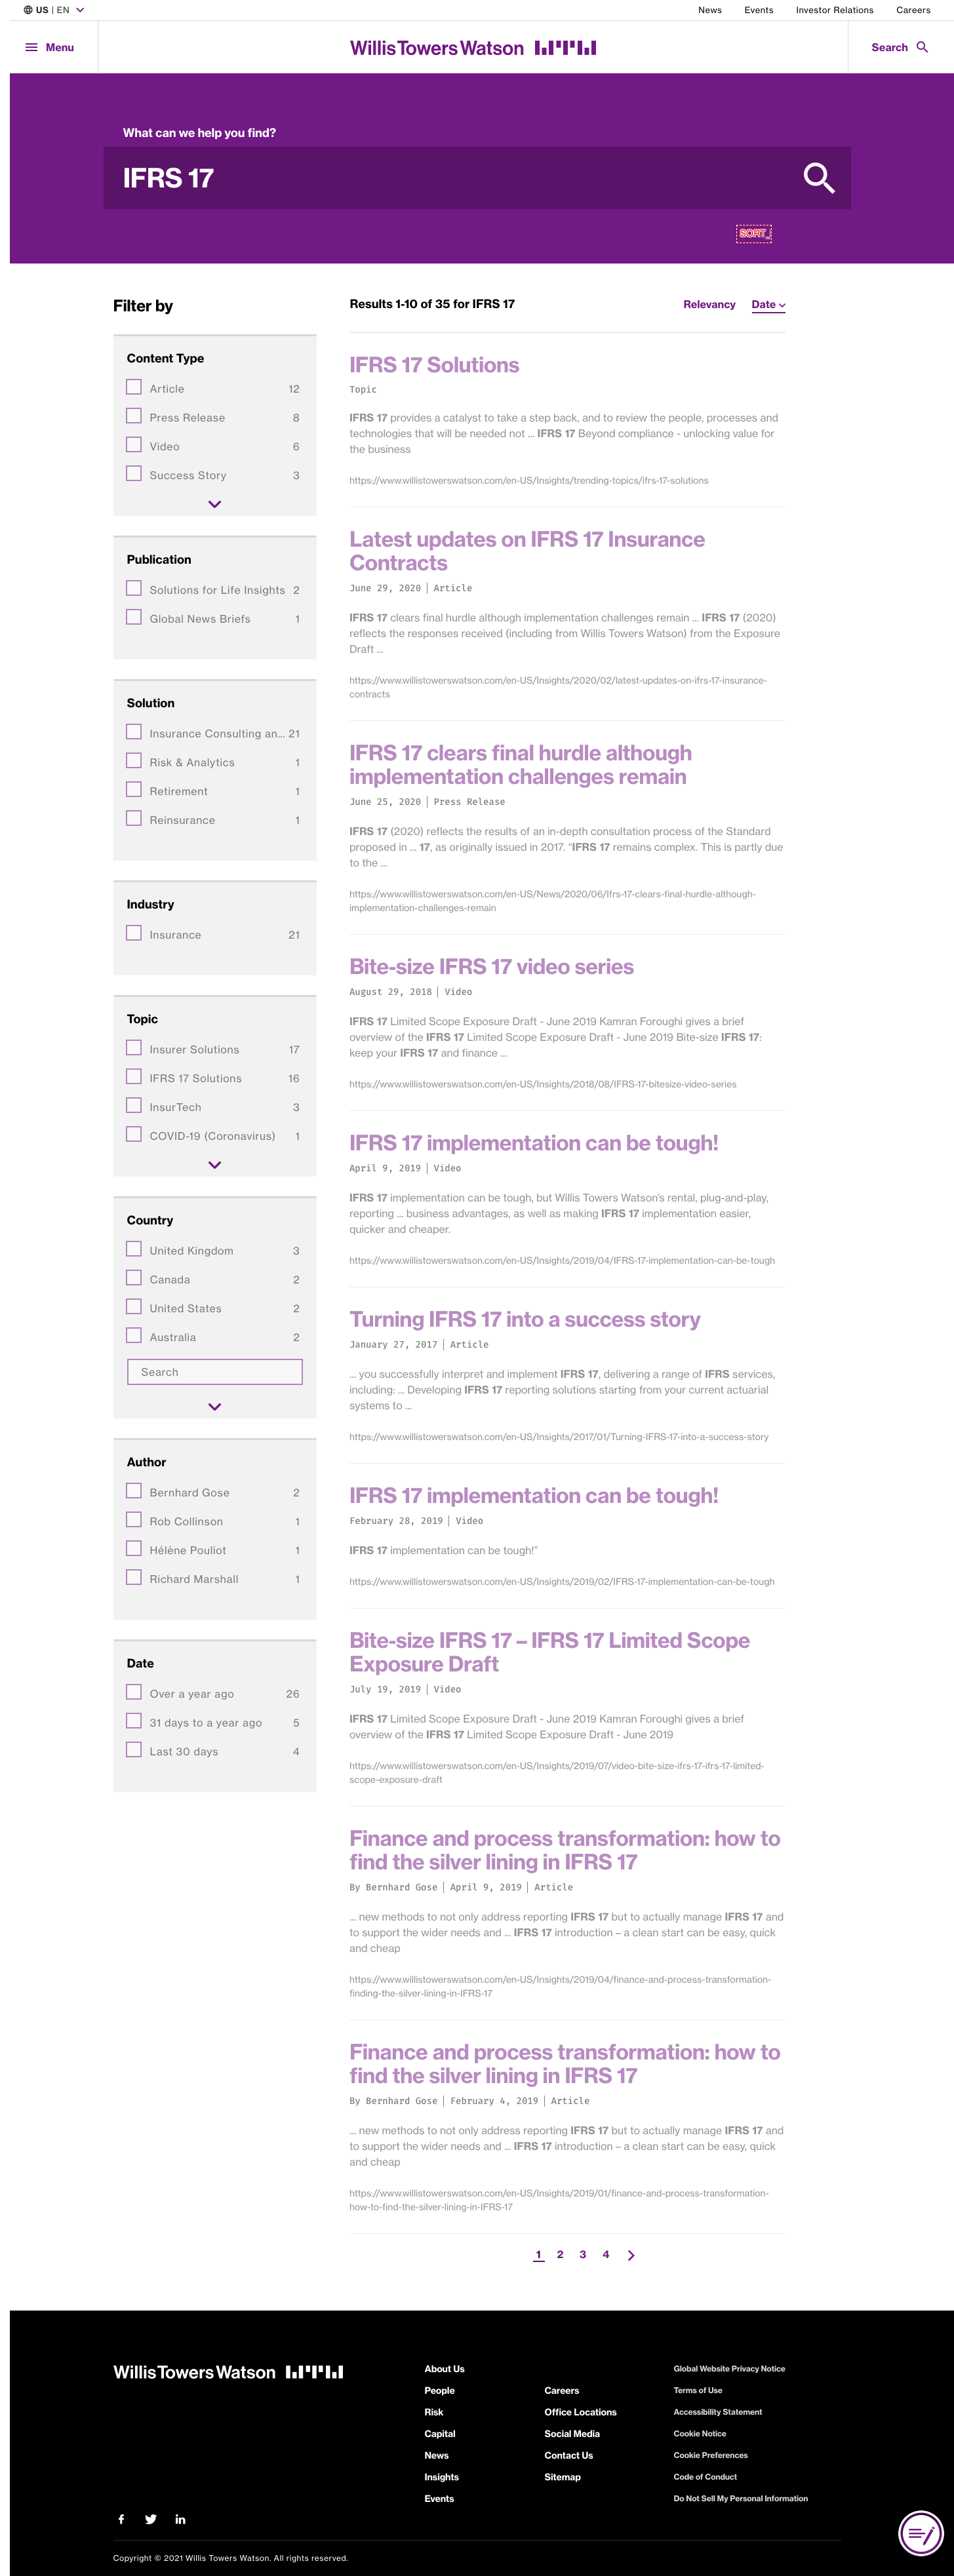 US | EN
News Events Investor Relations Careers
Menu
WillisTowersWatson
Search
What can we help you find?
IFRS 17
SORT_
Filter by
Content Type
Article 12
Press Release 8
Video 6
Success Story 3
Publication
Solutions for Life Insights 2
Global News Briefs 1
Solution
Insurance Consulting an... 21
Risk & Analytics 1
Retirement 1
Reinsurance 1
Industry
Insurance 21
Topic
Insurer Solutions 17
IFRS 17 Solutions 16
InsurTech 3
COVID-19 (Coronavirus) 1
Country
United Kingdom 3
Canada 2
United States 2
Australia 2
Search
Author
Bernhard Gose 2
Rob Collinson 1
Hélène Pouliot 1
Richard Marshall 1
Date
Over a year ago 26
31 days to a year ago 5
Last 30 days 4
Results 1-10 of 35 for IFRS 17
Relevancy Date
IFRS 17 Solutions
Topic
IFRS 17 provides a catalyst to take a step back, and to review the people, processes and
technologies that will be needed not ... IFRS 17 Beyond compliance - unlocking value for
the business
https://www.willistowerswatson.com/en-US/Insights/trending-topics/ifrs-17-solutions
Latest updates on IFRS 17 Insurance
Contracts
June 29, 2020 | Article
IFRS 17 clears final hurdle although implementation challenges remain ... IFRS 17 (2020)
reflects the responses received (including from Willis Towers Watson) from the Exposure
Draft ...
https://www.willistowerswatson.com/en-US/Insights/2020/02/latest-updates-on-ifrs-17-insurance-
contracts
IFRS 17 clears final hurdle although
implementation challenges remain
June 25, 2020 | Press Release
IFRS 17 (2020) reflects the results of an in-depth consultation process of the Standard
proposed in ... 17, as originally issued in 2017. “IFRS 17 remains complex. This is partly due
to the ...
https://www.willistowerswatson.com/en-US/News/2020/06/Ifrs-17-clears-final-hurdle-although-
implementation-challenges-remain
Bite-size IFRS 17 video series
August 29, 2018 | Video
IFRS 17 Limited Scope Exposure Draft - June 2019 Kamran Foroughi gives a brief
overview of the IFRS 17 Limited Scope Exposure Draft - June 2019 Bite-size IFRS 17:
keep your IFRS 17 and finance ...
https://www.willistowerswatson.com/en-US/Insights/2018/08/IFRS-17-bitesize-video-series
IFRS 17 implementation can be tough!
April 9, 2019 | Video
IFRS 17 implementation can be tough, but Willis Towers Watson’s rental, plug-and-play,
reporting ... business advantages, as well as making IFRS 17 implementation easier,
quicker and cheaper.
https://www.willistowerswatson.com/en-US/Insights/2019/04/IFRS-17-implementation-can-be-tough
Turning IFRS 17 into a success story
January 27, 2017 | Article
... you successfully interpret and implement IFRS 17, delivering a range of IFRS services,
including: ... Developing IFRS 17 reporting solutions starting from your current actuarial
systems to ...
https://www.willistowerswatson.com/en-US/Insights/2017/01/Turning-IFRS-17-into-a-success-story
IFRS 17 implementation can be tough!
February 28, 2019 | Video
IFRS 17 implementation can be tough!”
https://www.willistowerswatson.com/en-US/Insights/2019/02/IFRS-17-implementation-can-be-tough
Bite-size IFRS 17 – IFRS 17 Limited Scope
Exposure Draft
July 19, 2019 | Video
IFRS 17 Limited Scope Exposure Draft - June 2019 Kamran Foroughi gives a brief
overview of the IFRS 17 Limited Scope Exposure Draft - June 2019
https://www.willistowerswatson.com/en-US/Insights/2019/07/video-bite-size-ifrs-17-ifrs-17-limited-
scope-exposure-draft
Finance and process transformation: how to
find the silver lining in IFRS 17
By Bernhard Gose | April 9, 2019 | Article
... new methods to not only address reporting IFRS 17 but to actually manage IFRS 17 and
to support the wider needs and ... IFRS 17 introduction – a clean start can be easy, quick
and cheap
https://www.willistowerswatson.com/en-US/Insights/2019/04/finance-and-process-transformation-
finding-the-silver-lining-in-IFRS-17
Finance and process transformation: how to
find the silver lining in IFRS 17
By Bernhard Gose | February 4, 2019 | Article
... new methods to not only address reporting IFRS 17 but to actually manage IFRS 17 and
to support the wider needs and ... IFRS 17 introduction – a clean start can be easy, quick
and cheap
https://www.willistowerswatson.com/en-US/Insights/2019/01/finance-and-process-transformation-
how-to-find-the-silver-lining-in-IFRS-17
1 2 3 4
WillisTowersWatson
About Us
People
Risk
Capital
News
Insights
Events
Careers
Office Locations
Social Media
Contact Us
Sitemap
Global Website Privacy Notice
Terms of Use
Accessibility Statement
Cookie Notice
Cookie Preferences
Code of Conduct
Do Not Sell My Personal Information
Copyright © 2021 Willis Towers Watson. All rights reserved.